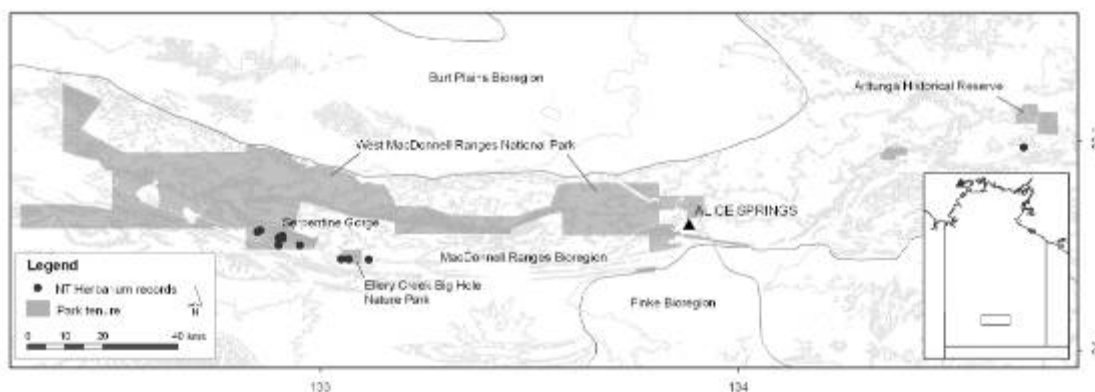 Burt Plains Bioregion
Arltunga Historical Reserve
West MacDonnell Ranges National Park
Serpentine Gorge
ALICE SPRINGS
MacDonnell Ranges Bioregion
Ellery Creek Big Hole
Nature Park
Finke Bioregion
Legend
NT Herbarium records
Park tenure
N
0 5 10 20 40 kms
133
134